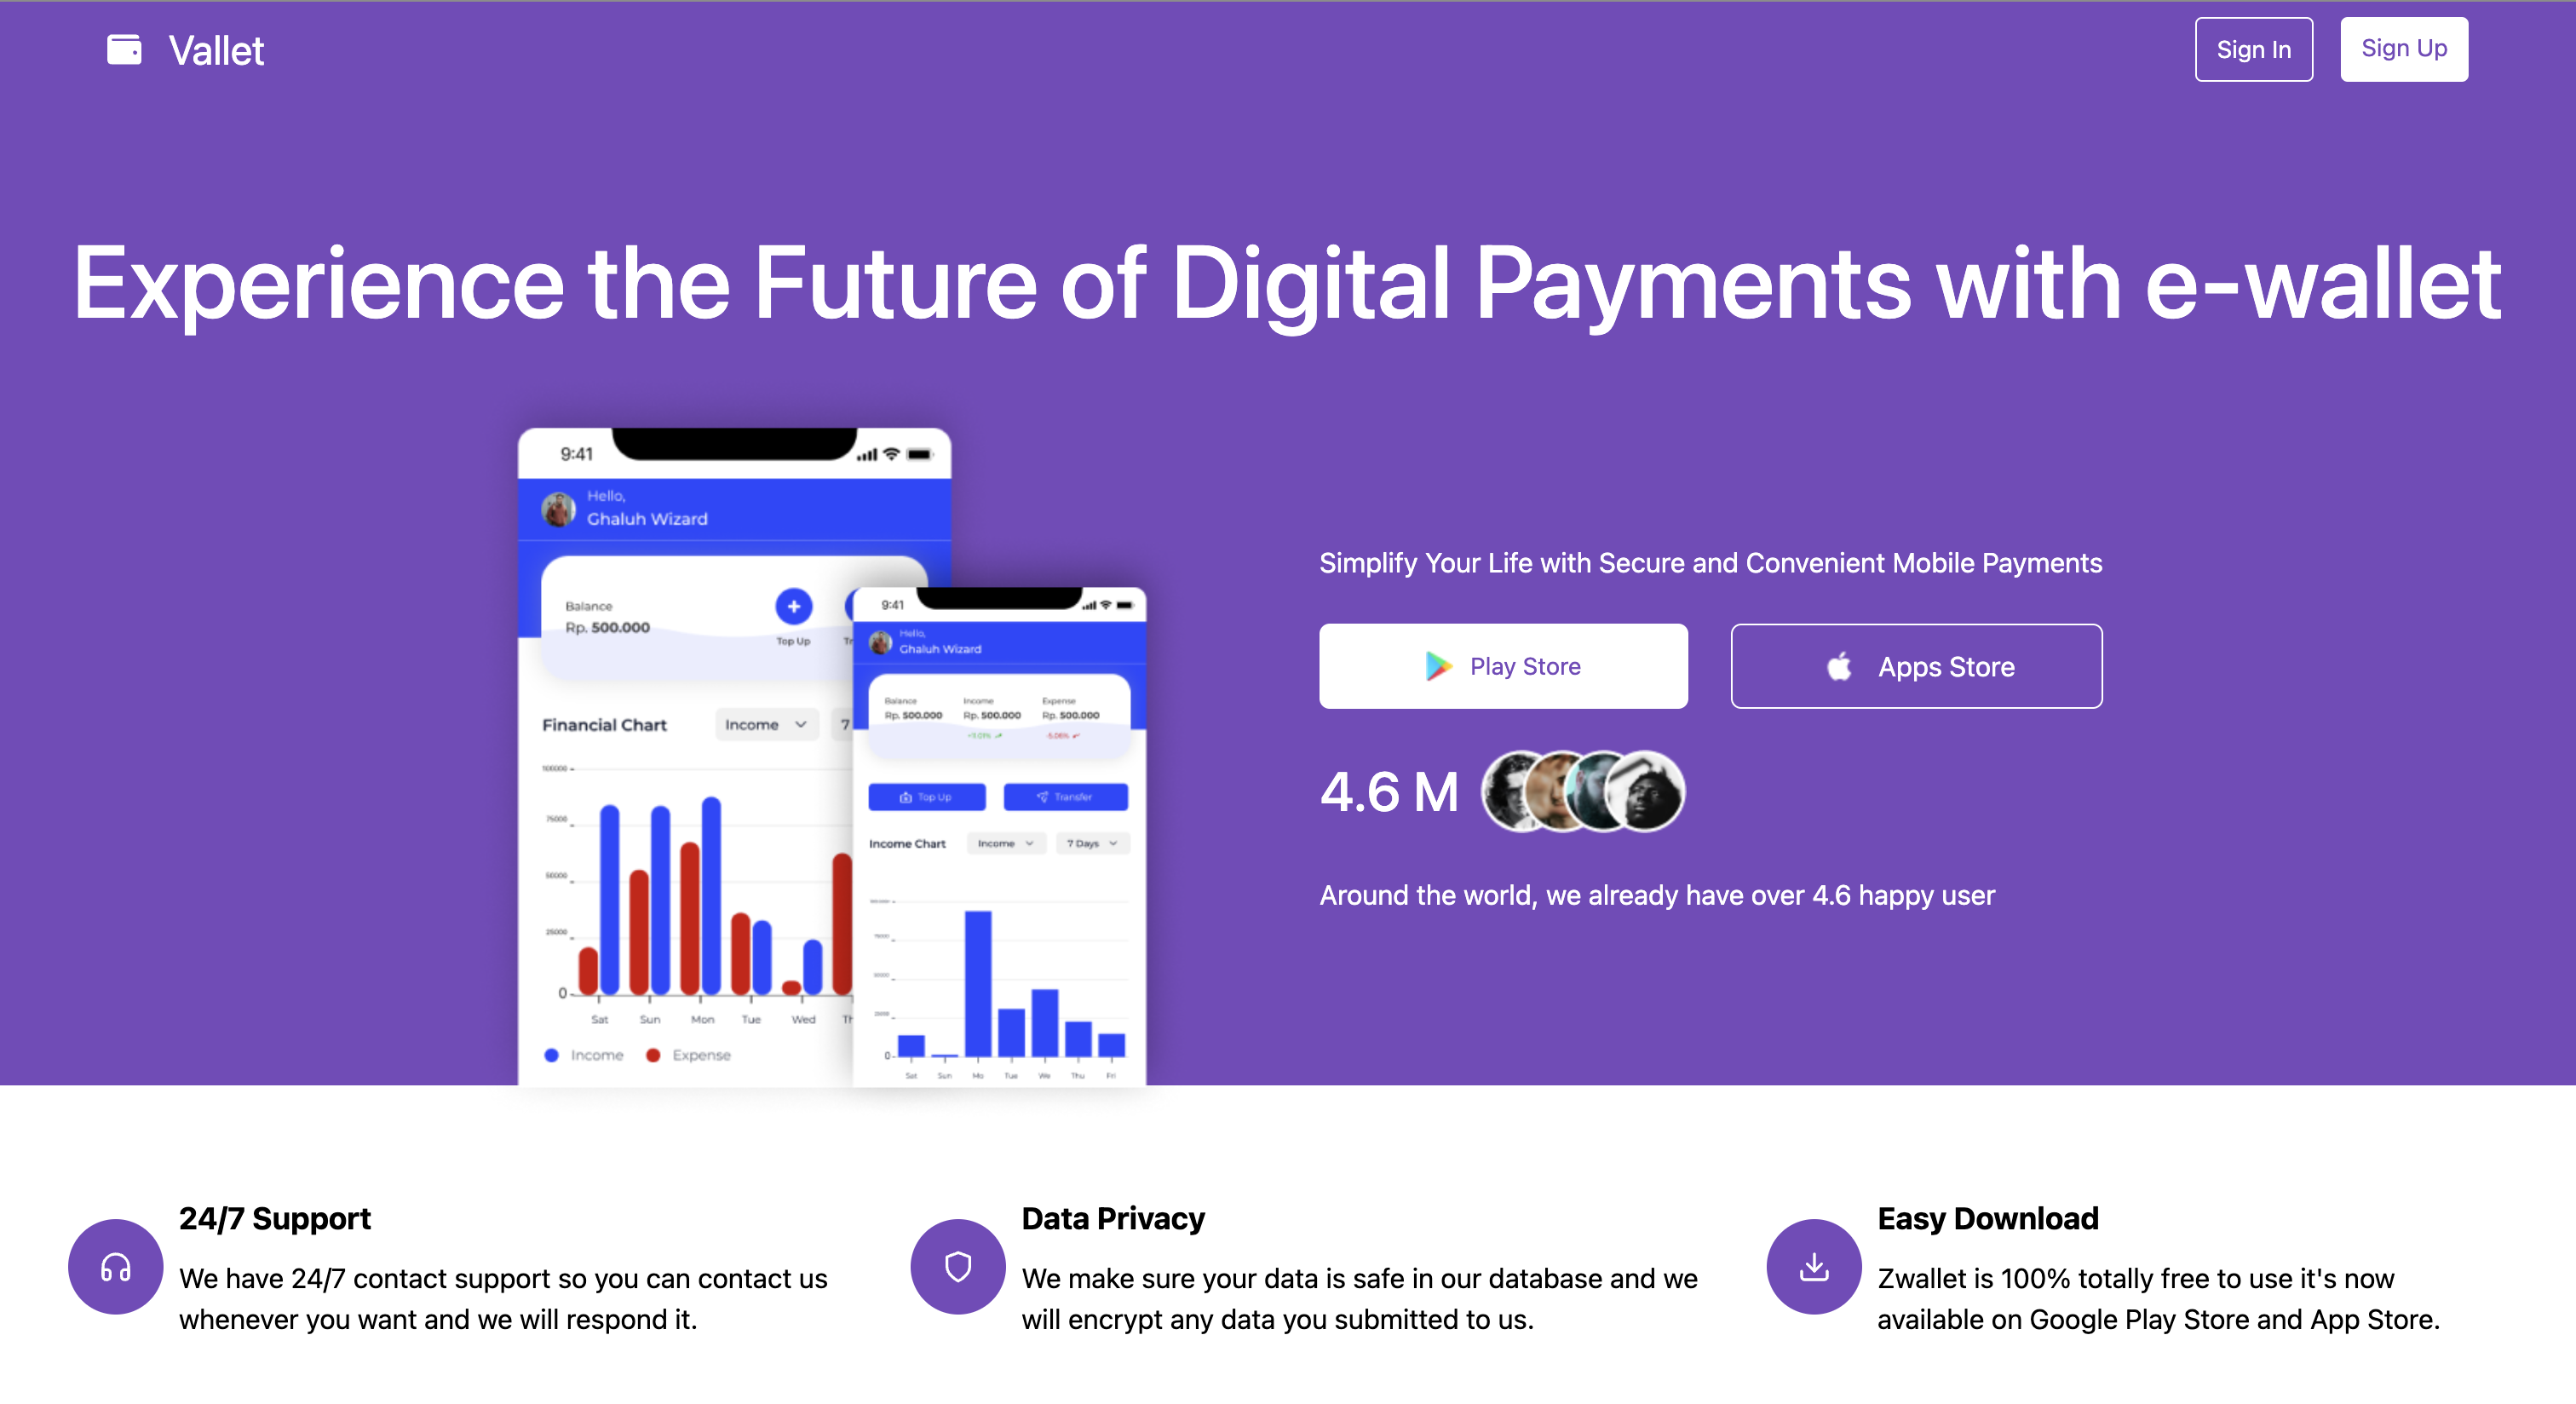 Vallet
Sign In
Sign Up
Experience the Future of Digital Payments with e-wallet
9:41
Hello,
Ghaluh Wizard
Balance
Rp. 500.000
Top Up
Financial Chart
Income
7
100000
75000
50000
25000
0
Sat Sun Mon Tue Wed
Income Expense
9:41
Hello,
Ghaluh Wizard
Balance Income Expense
Rp. 500.000 Rp. 500.000 Rp. 500.000
Top Up
Transfer
Income Chart
Income
7 Days
0
Sat Sun Mo Tue We Thu Fri
Simplify Your Life with Secure and Convenient Mobile Payments
Play Store
Apps Store
4.6 M
Around the world, we already have over 4.6 happy user
24/7 Support
We have 24/7 contact support so you can contact us
whenever you want and we will respond it.
Data Privacy
We make sure your data is safe in our database and we
will encrypt any data you submitted to us.
Easy Download
Zwallet is 100% totally free to use it's now
available on Google Play Store and App Store.